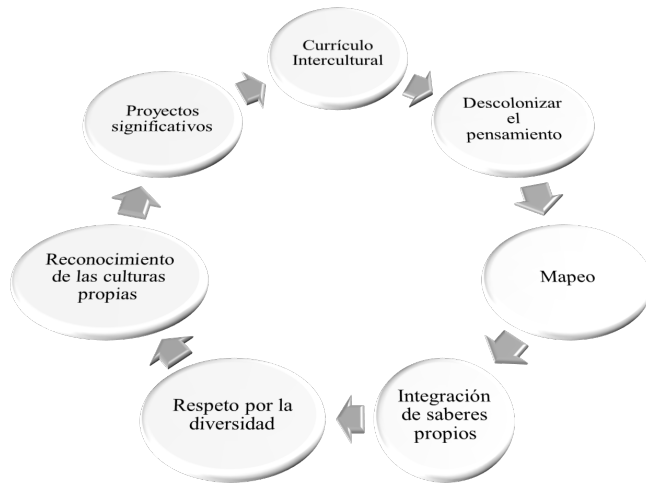 Currículo
Intercultural
Descolonizar
el
pensamiento
Mapeo
Integración
de saberes
propios
Respeto por la
diversidad
Reconocimiento
de las culturas
propias
Proyectos
significativos